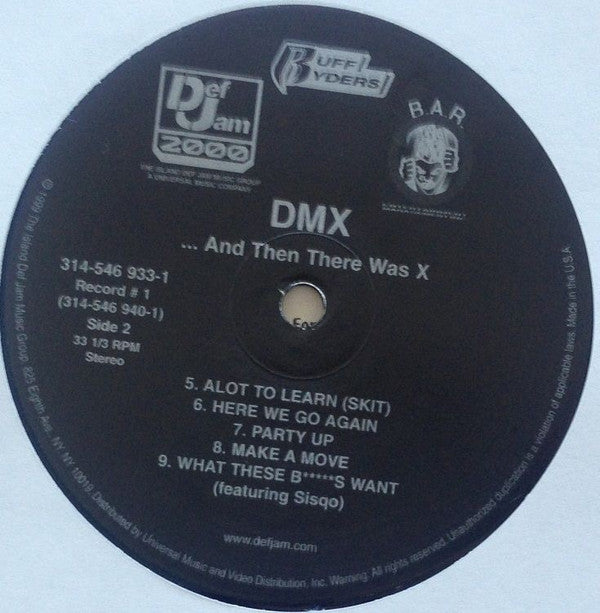 RUFF
RYDERS
Def
Jam
2000
THE ISLAND DEF JAM MUSIC GROUP
A UNIVERSAL MUSIC COMPANY
B.A.R.
DMX
... And Then There Was X
314-546 933-1
Record # 1
(314-546 940-1)
Side 2
33 1/3 RPM
Stereo
5. ALOT TO LEARN (SKIT)
6. HERE WE GO AGAIN
7. PARTY UP
8. MAKE A MOVE
9. WHAT THESE B*****S WANT
(featuring Sisqo)
www.defjam.com
© 1999 The Island Def Jam Music Group, 825 Eighth Ave., NY NY 10019. Distributed by Universal Music and Video Distribution, Inc. Warning: All rights reserved. Unauthorized duplication is a violation of applicable laws. Made in the U.S.A.